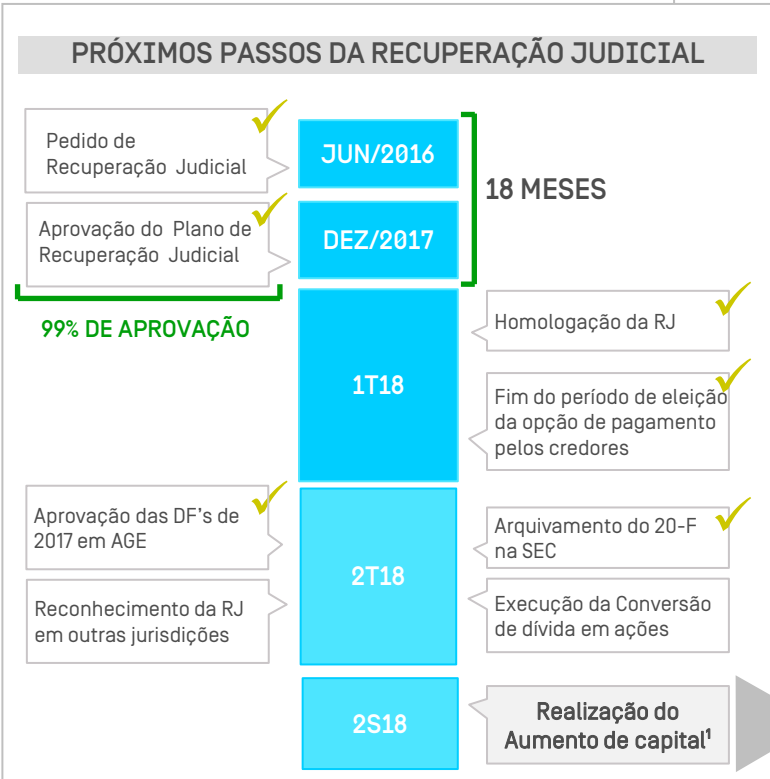 PRÓXIMOS PASSOS DA RECUPERAÇÃO JUDICIAL
Pedido de
Recuperação Judicial
JUN/2016
18 MESES
Aprovação do Plano de
Recuperação Judicial
DEZ/2017
99% DE APROVAÇÃO
1T18
Homologação da RJ
Fim do período de eleição
da opção de pagamento
pelos credores
Aprovação das DF's de
2017 em AGE
2T18
Arquivamento do 20-F
na SEC
Reconhecimento da RJ
em outras jurisdições
Execução da Conversão
de dívida em ações
2S18
Realização do
Aumento de capital¹